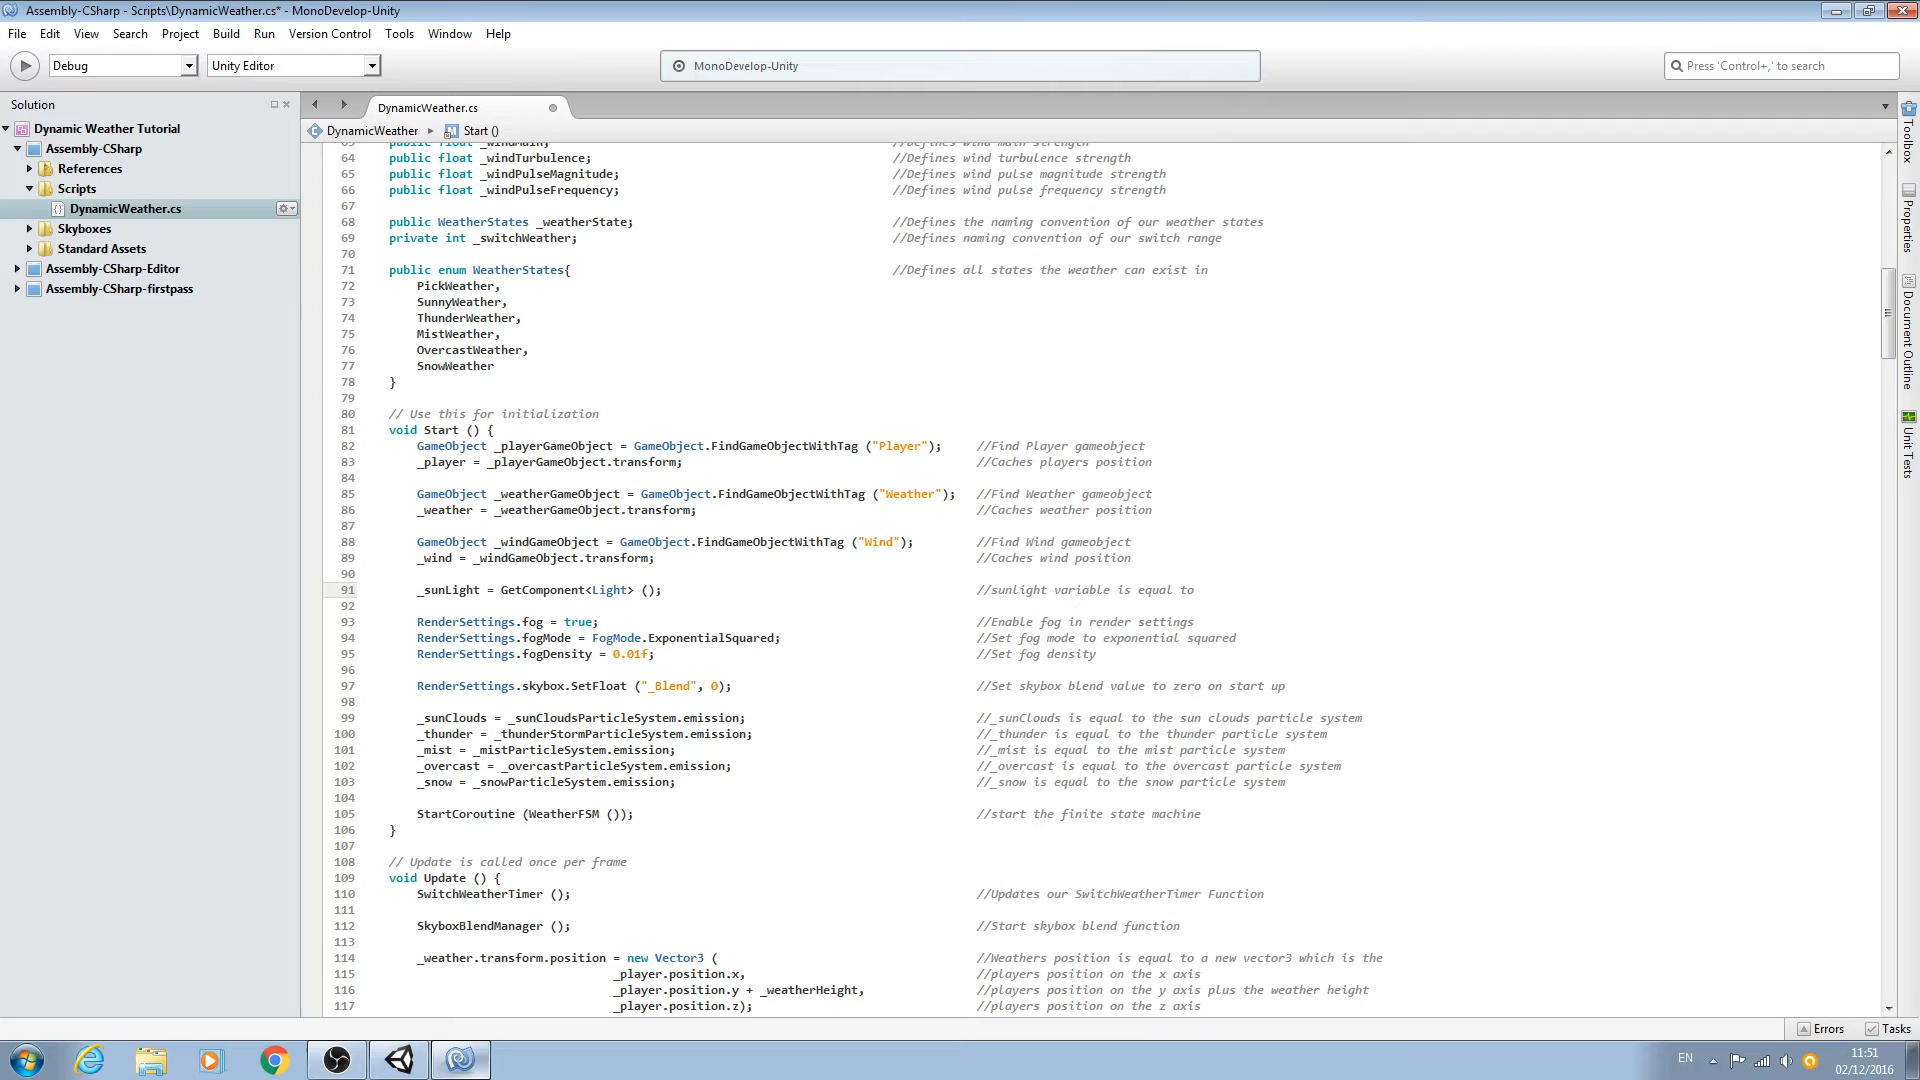 Assembly-CSharp - Scripts\DynamicWeather.cs* - MonoDevelop-Unity
File Edit View Search Project Build Run Version Control Tools Window Help
Debug Unity Editor MonoDevelop-Unity Press 'Control+,' to search
Solution
Dynamic Weather Tutorial
Assembly-CSharp
References
Scripts
DynamicWeather.cs
Skyboxes
Standard Assets
Assembly-CSharp-Editor
Assembly-CSharp-firstpass
DynamicWeather.cs
DynamicWeather Start ()
63 public float _windMain; //Defines wind main strength
64 public float _windTurbulence; //Defines wind turbulence strength
65 public float _windPulseMagnitude; //Defines wind pulse magnitude strength
66 public float _windPulseFrequency; //Defines wind pulse frequency strength
67
68 public WeatherStates _weatherState; //Defines the naming convention of our weather states
69 private int _switchWeather; //Defines naming convention of our switch range
70
71 public enum WeatherStates{ //Defines all states the weather can exist in
72 PickWeather,
73 SunnyWeather,
74 ThunderWeather,
75 MistWeather,
76 OvercastWeather,
77 SnowWeather
78 }
79
80 // Use this for initialization
81 void Start () {
82 GameObject _playerGameObject = GameObject.FindGameObjectWithTag ("Player"); //Find Player gameobject
83 _player = _playerGameObject.transform; //Caches players position
84
85 GameObject _weatherGameObject = GameObject.FindGameObjectWithTag ("Weather"); //Find Weather gameobject
86 _weather = _weatherGameObject.transform; //Caches weather position
87
88 GameObject _windGameObject = GameObject.FindGameObjectWithTag ("Wind"); //Find Wind gameobject
89 _wind = _windGameObject.transform; //Caches wind position
90
91 _sunLight = GetComponent<Light> (); //sunlight variable is equal to
92
93 RenderSettings.fog = true; //Enable fog in render settings
94 RenderSettings.fogMode = FogMode.ExponentialSquared; //Set fog mode to exponential squared
95 RenderSettings.fogDensity = 0.01f; //Set fog density
96
97 RenderSettings.skybox.SetFloat ("_Blend", 0); //Set skybox blend value to zero on start up
98
99 _sunClouds = _sunCloudsParticleSystem.emission; //_sunClouds is equal to the sun clouds particle system
100 _thunder = _thunderStormParticleSystem.emission; //_thunder is equal to the thunder particle system
101 _mist = _mistParticleSystem.emission; //_mist is equal to the mist particle system
102 _overcast = _overcastParticleSystem.emission; //_overcast is equal to the overcast particle system
103 _snow = _snowParticleSystem.emission; //_snow is equal to the snow particle system
104
105 StartCoroutine (WeatherFSM ()); //start the finite state machine
106 }
107
108 // Update is called once per frame
109 void Update () {
110 SwitchWeatherTimer (); //Updates our SwitchWeatherTimer Function
111
112 SkyboxBlendManager (); //Start skybox blend function
113
114 _weather.transform.position = new Vector3 ( //Weathers position is equal to a new vector3 which is the
115 _player.position.x, //players position on the x axis
116 _player.position.y + _weatherHeight, //players position on the y axis plus the weather height
117 _player.position.z); //players position on the z axis
Toolbox
Properties
Document Outline
Unit Tests
Errors Tasks
EN
11:51
02/12/2016